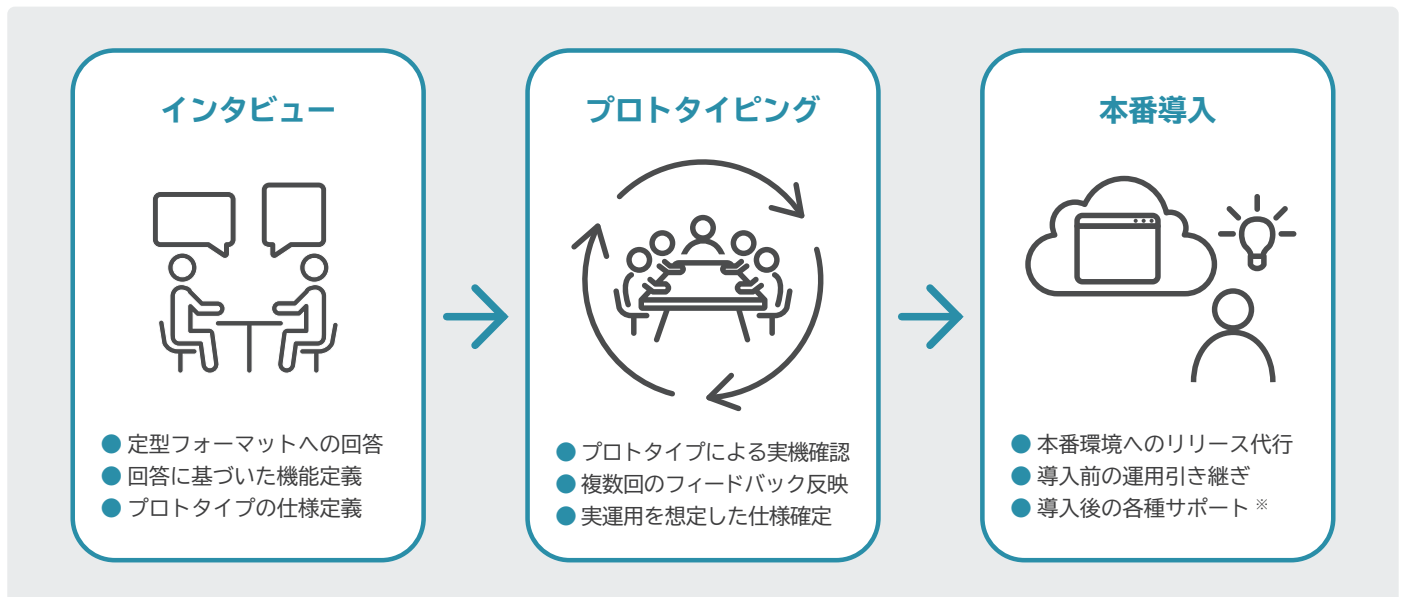 インタビュー
● 定型フォーマットへの回答
● 回答に基づいた機能定義
● プロトタイプの仕様定義
プロトタイピング
● プロトタイプによる実機確認
● 複数回のフィードバック反映
● 実運用を想定した仕様確定
本番導入
● 本番環境へのリリース代行
● 導入前の運用引き継ぎ
● 導入後の各種サポート ※